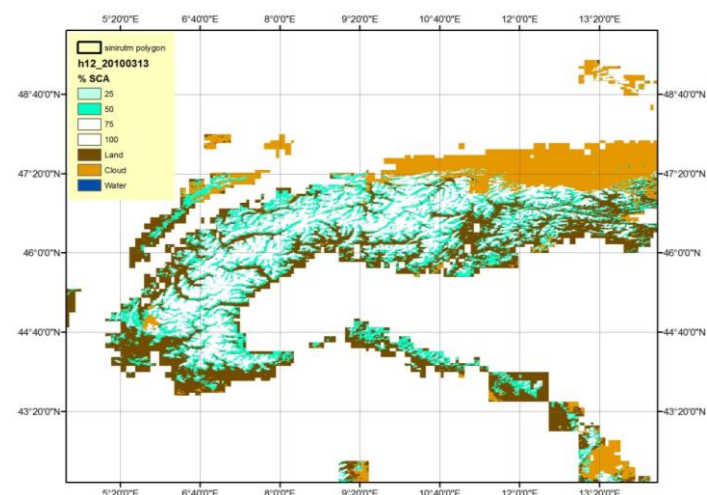 5°20'0"E 6°40'0"E 8°0'0"E 9°20'0"E 10°40'0"E 12°0'0"E 13°20'0"E
sinirutm polygon
h12_20100313
% SCA
25
50
75
100
Land
Cloud
Water
48°40'0"N 48°40'0"N
47°20'0"N 47°20'0"N
46°0'0"N 46°0'0"N
44°40'0"N 44°40'0"N
43°20'0"N 43°20'0"N
5°20'0"E 6°40'0"E 8°0'0"E 9°20'0"E 10°40'0"E 12°0'0"E 13°20'0"E